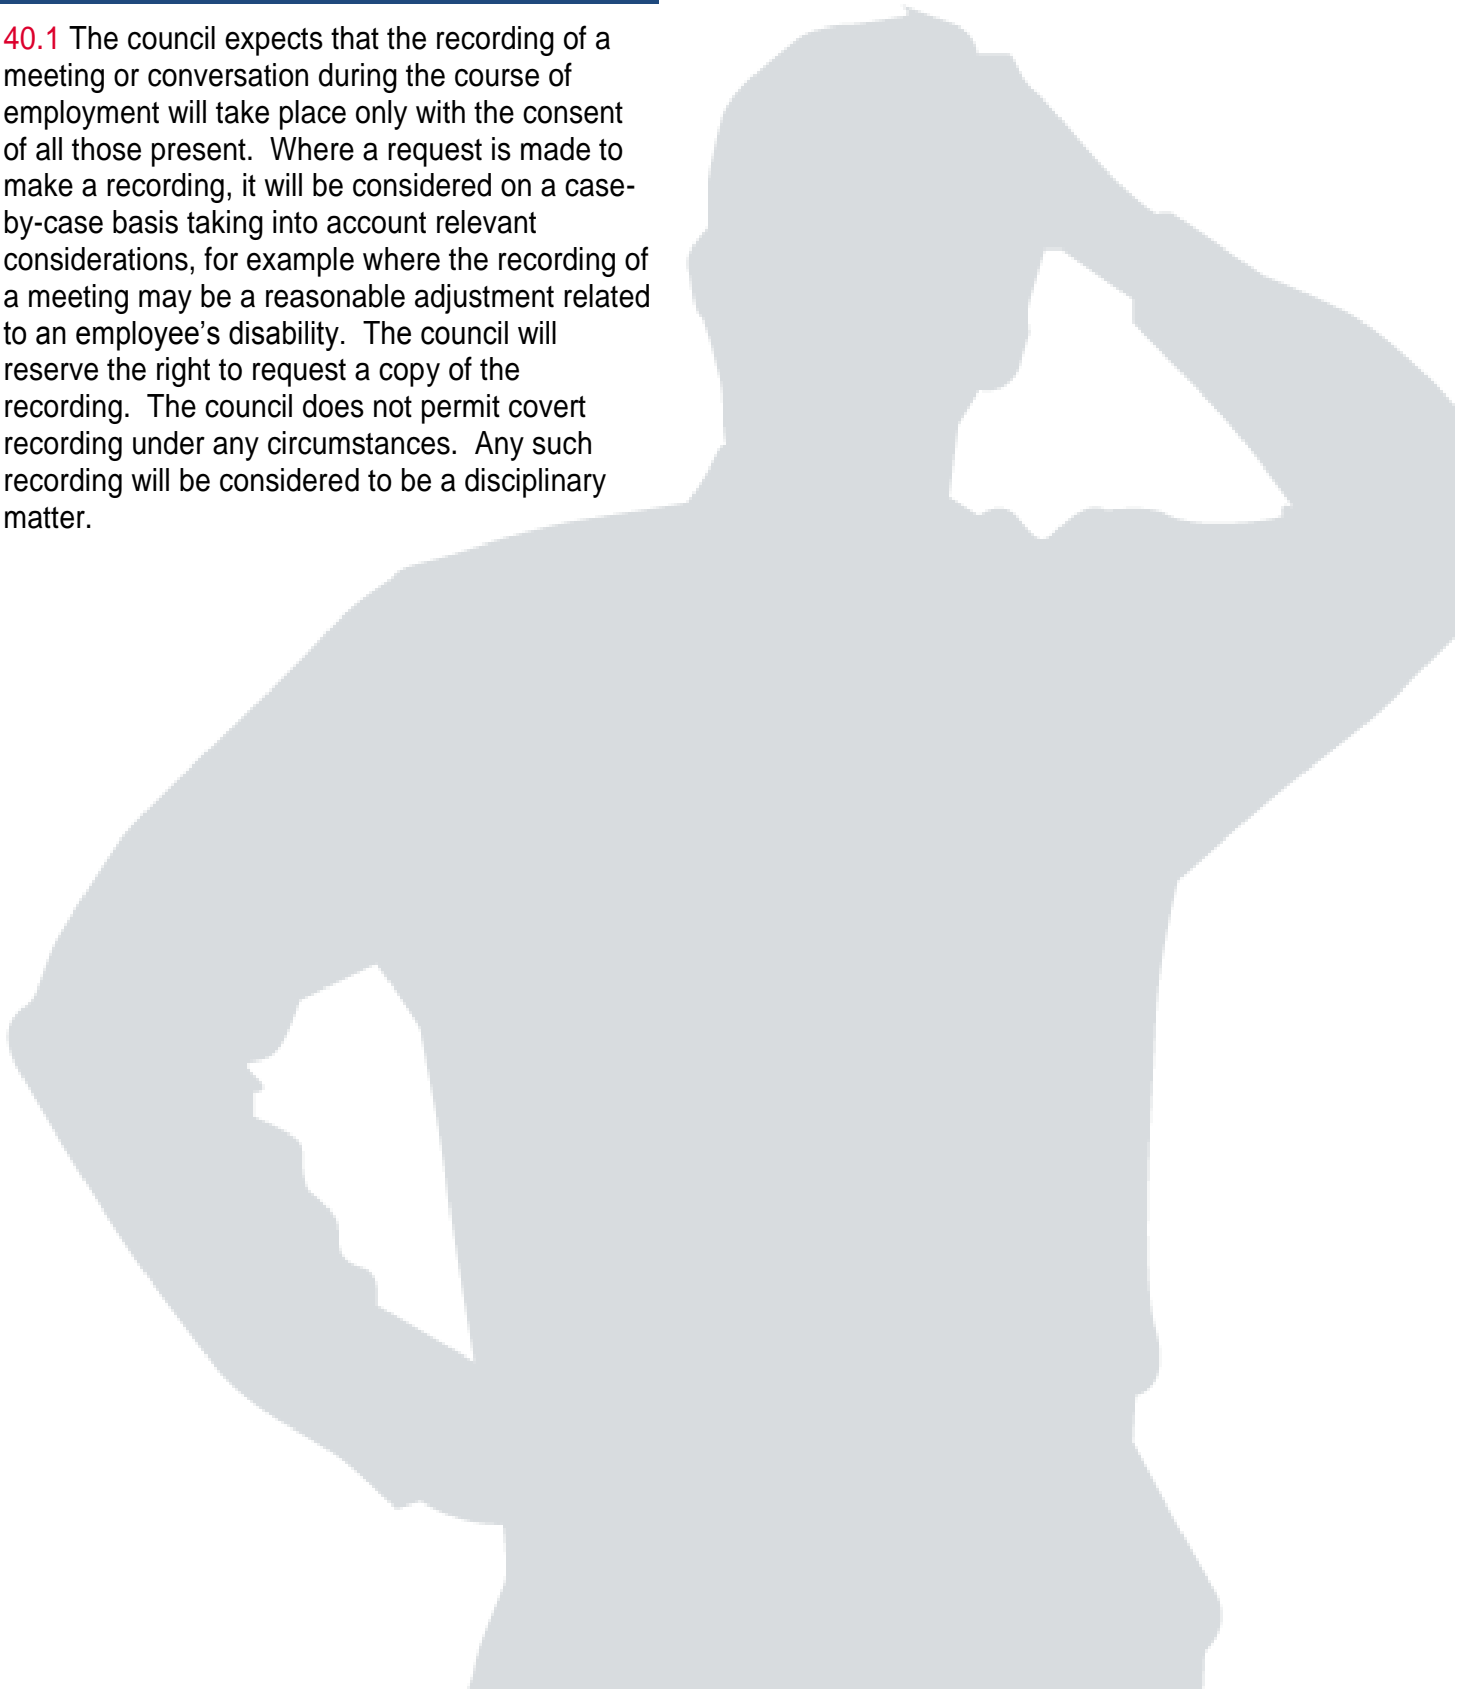 40.1 The council expects that the recording of a
meeting or conversation during the course of
employment will take place only with the consent
of all those present.  Where a request is made to
make a recording, it will be considered on a case-
by-case basis taking into account relevant
considerations, for example where the recording of
a meeting may be a reasonable adjustment related
to an employee’s disability.  The council will
reserve the right to request a copy of the
recording.  The council does not permit covert
recording under any circumstances.  Any such
recording will be considered to be a disciplinary
matter.